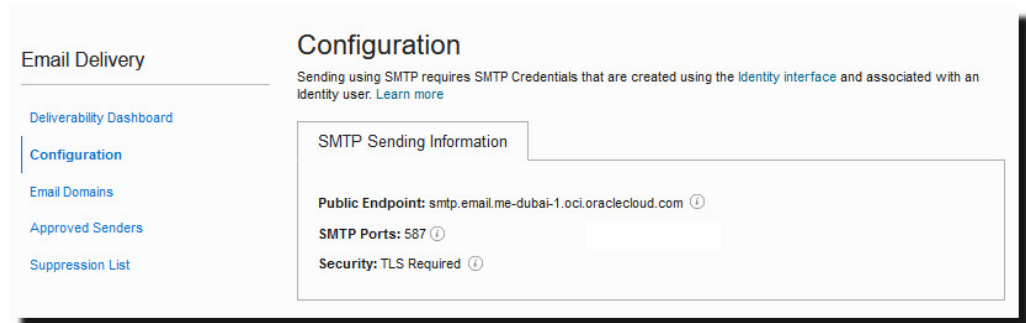 Email Delivery
Deliverability Dashboard
Configuration
Email Domains
Approved Senders
Suppression List
Configuration
Sending using SMTP requires SMTP Credentials that are created using the Identity interface and associated with an
Identity user. Learn more
SMTP Sending Information
Public Endpoint: smtp.email.me-dubai-1.oci.oraclecloud.com
SMTP Ports: 587
Security: TLS Required